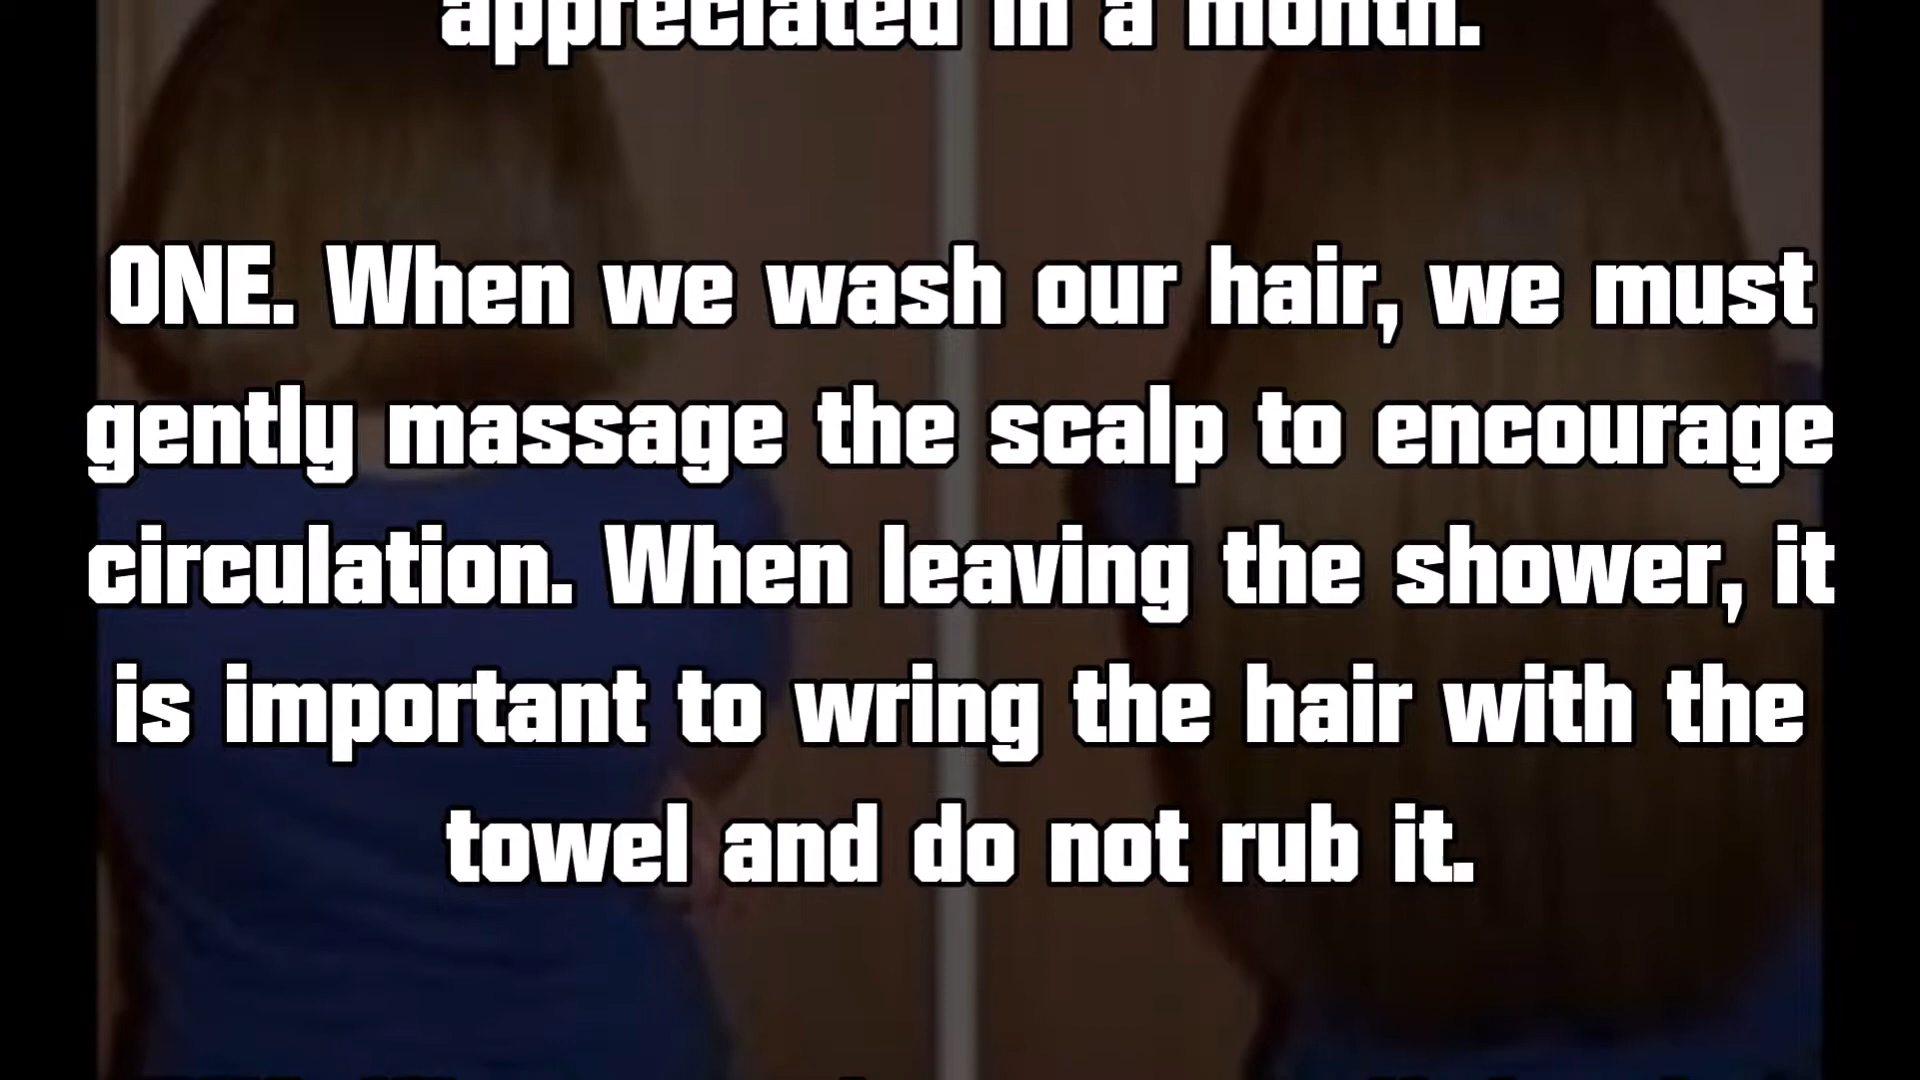 appreciated in a month.
ONE. When we wash our hair, we must
gently massage the scalp to encourage
circulation. When leaving the shower, it
is important to wring the hair with the
towel and do not rub it.